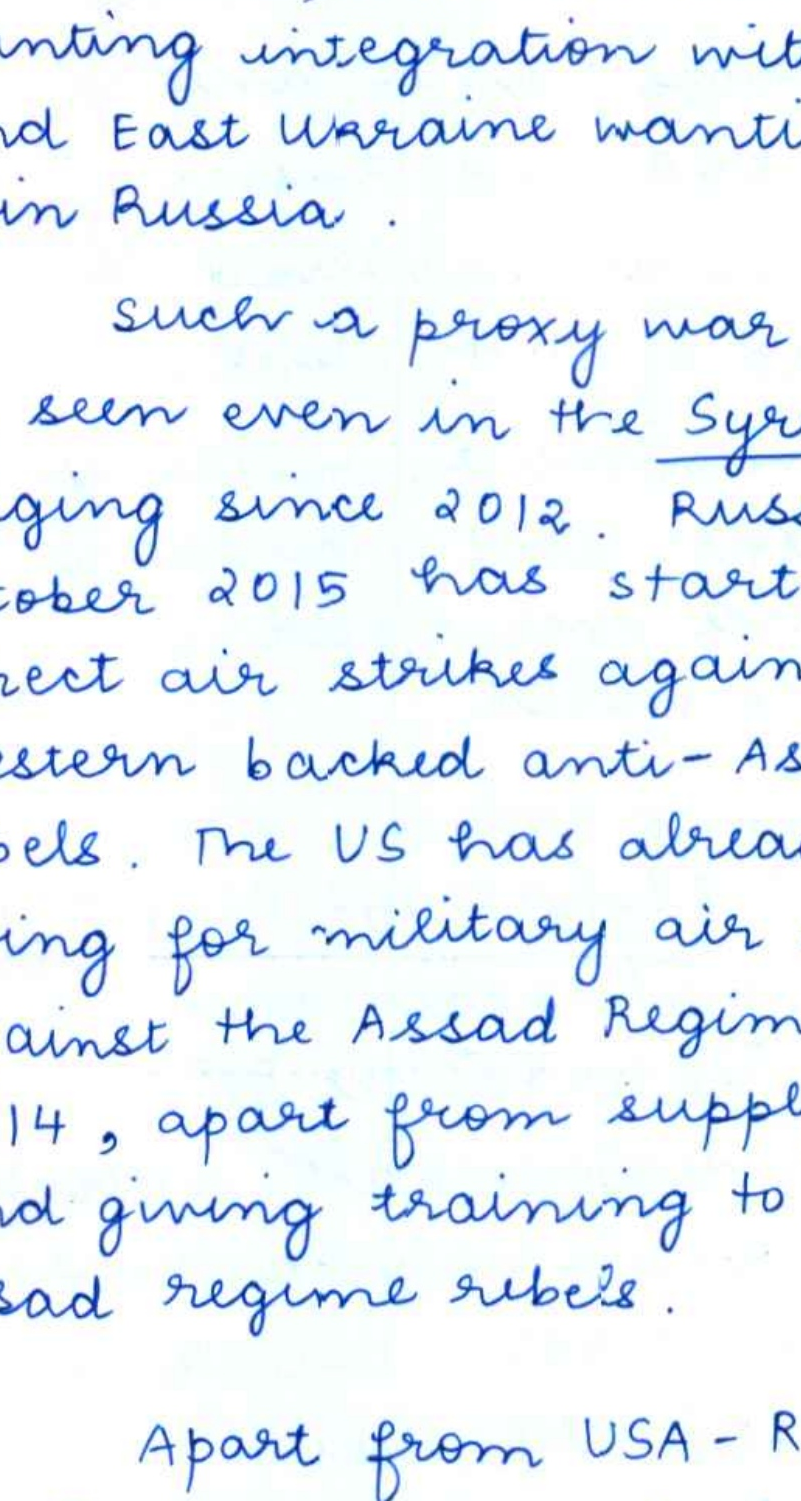 nting integration wit
nd East Ukraine wanti
in Russia .
Such a proxy war
seen even in the Syr
ging since 2012. Russ
tober 2015 has start
rect air strikes again
estern backed anti-As
bels. The US has alrea
ing for military air
ainst the Assad Regim
14, apart from suppl
nd giving training to
sad regime rebels.
Apart from USA - R